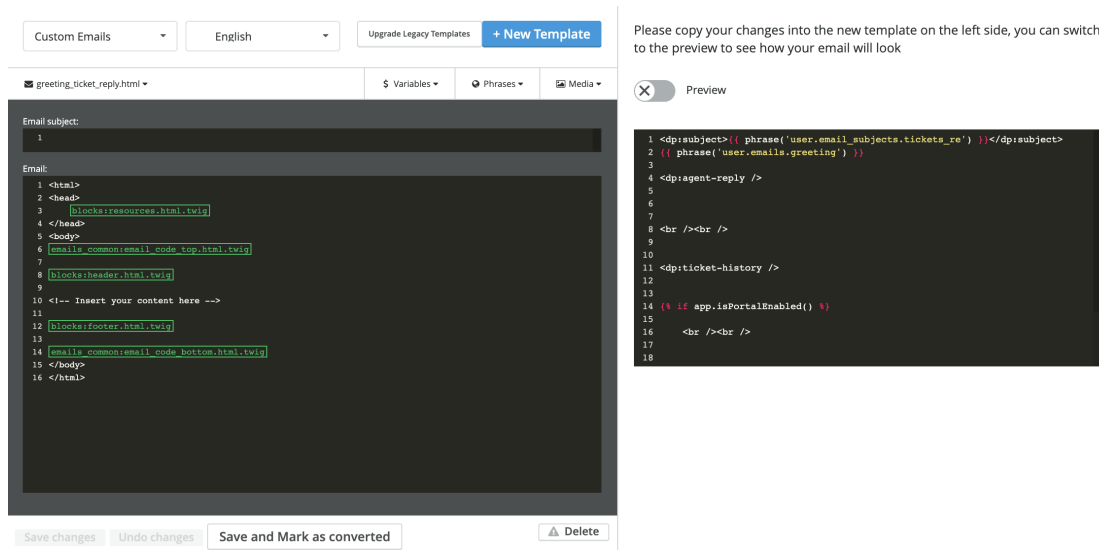 Custom Emails
English
Upgrade Legacy Templates
+ New Template
greeting_ticket_reply.html
$ Variables
Phrases
Media
Email subject:
1
Email:
1 <html>
2 <head>
3 blocks:resources.html.twig
4 </head>
5 <body>
6 emails_common:email_code_top.html.twig
7
8 blocks:header.html.twig
9
10 <!-- Insert your content here -->
11
12 blocks:footer.html.twig
13
14 emails_common:email_code_bottom.html.twig
15 </body>
16 </html>
Save changes
Undo changes
Save and Mark as converted
Delete
Please copy your changes into the new template on the left side, you can switch
to the preview to see how your email will look
Preview
1 <dp:subject>{{ phrase('user.email_subjects.tickets_re') }}</dp:subject>
2 {{ phrase('user.emails.greeting') }}
3
4 <dp:agent-reply />
5
6
7
8 <br /><br />
9
10
11 <dp:ticket-history />
12
13
14 {% if app.isPortalEnabled() %}
15
16 <br /><br />
17
18